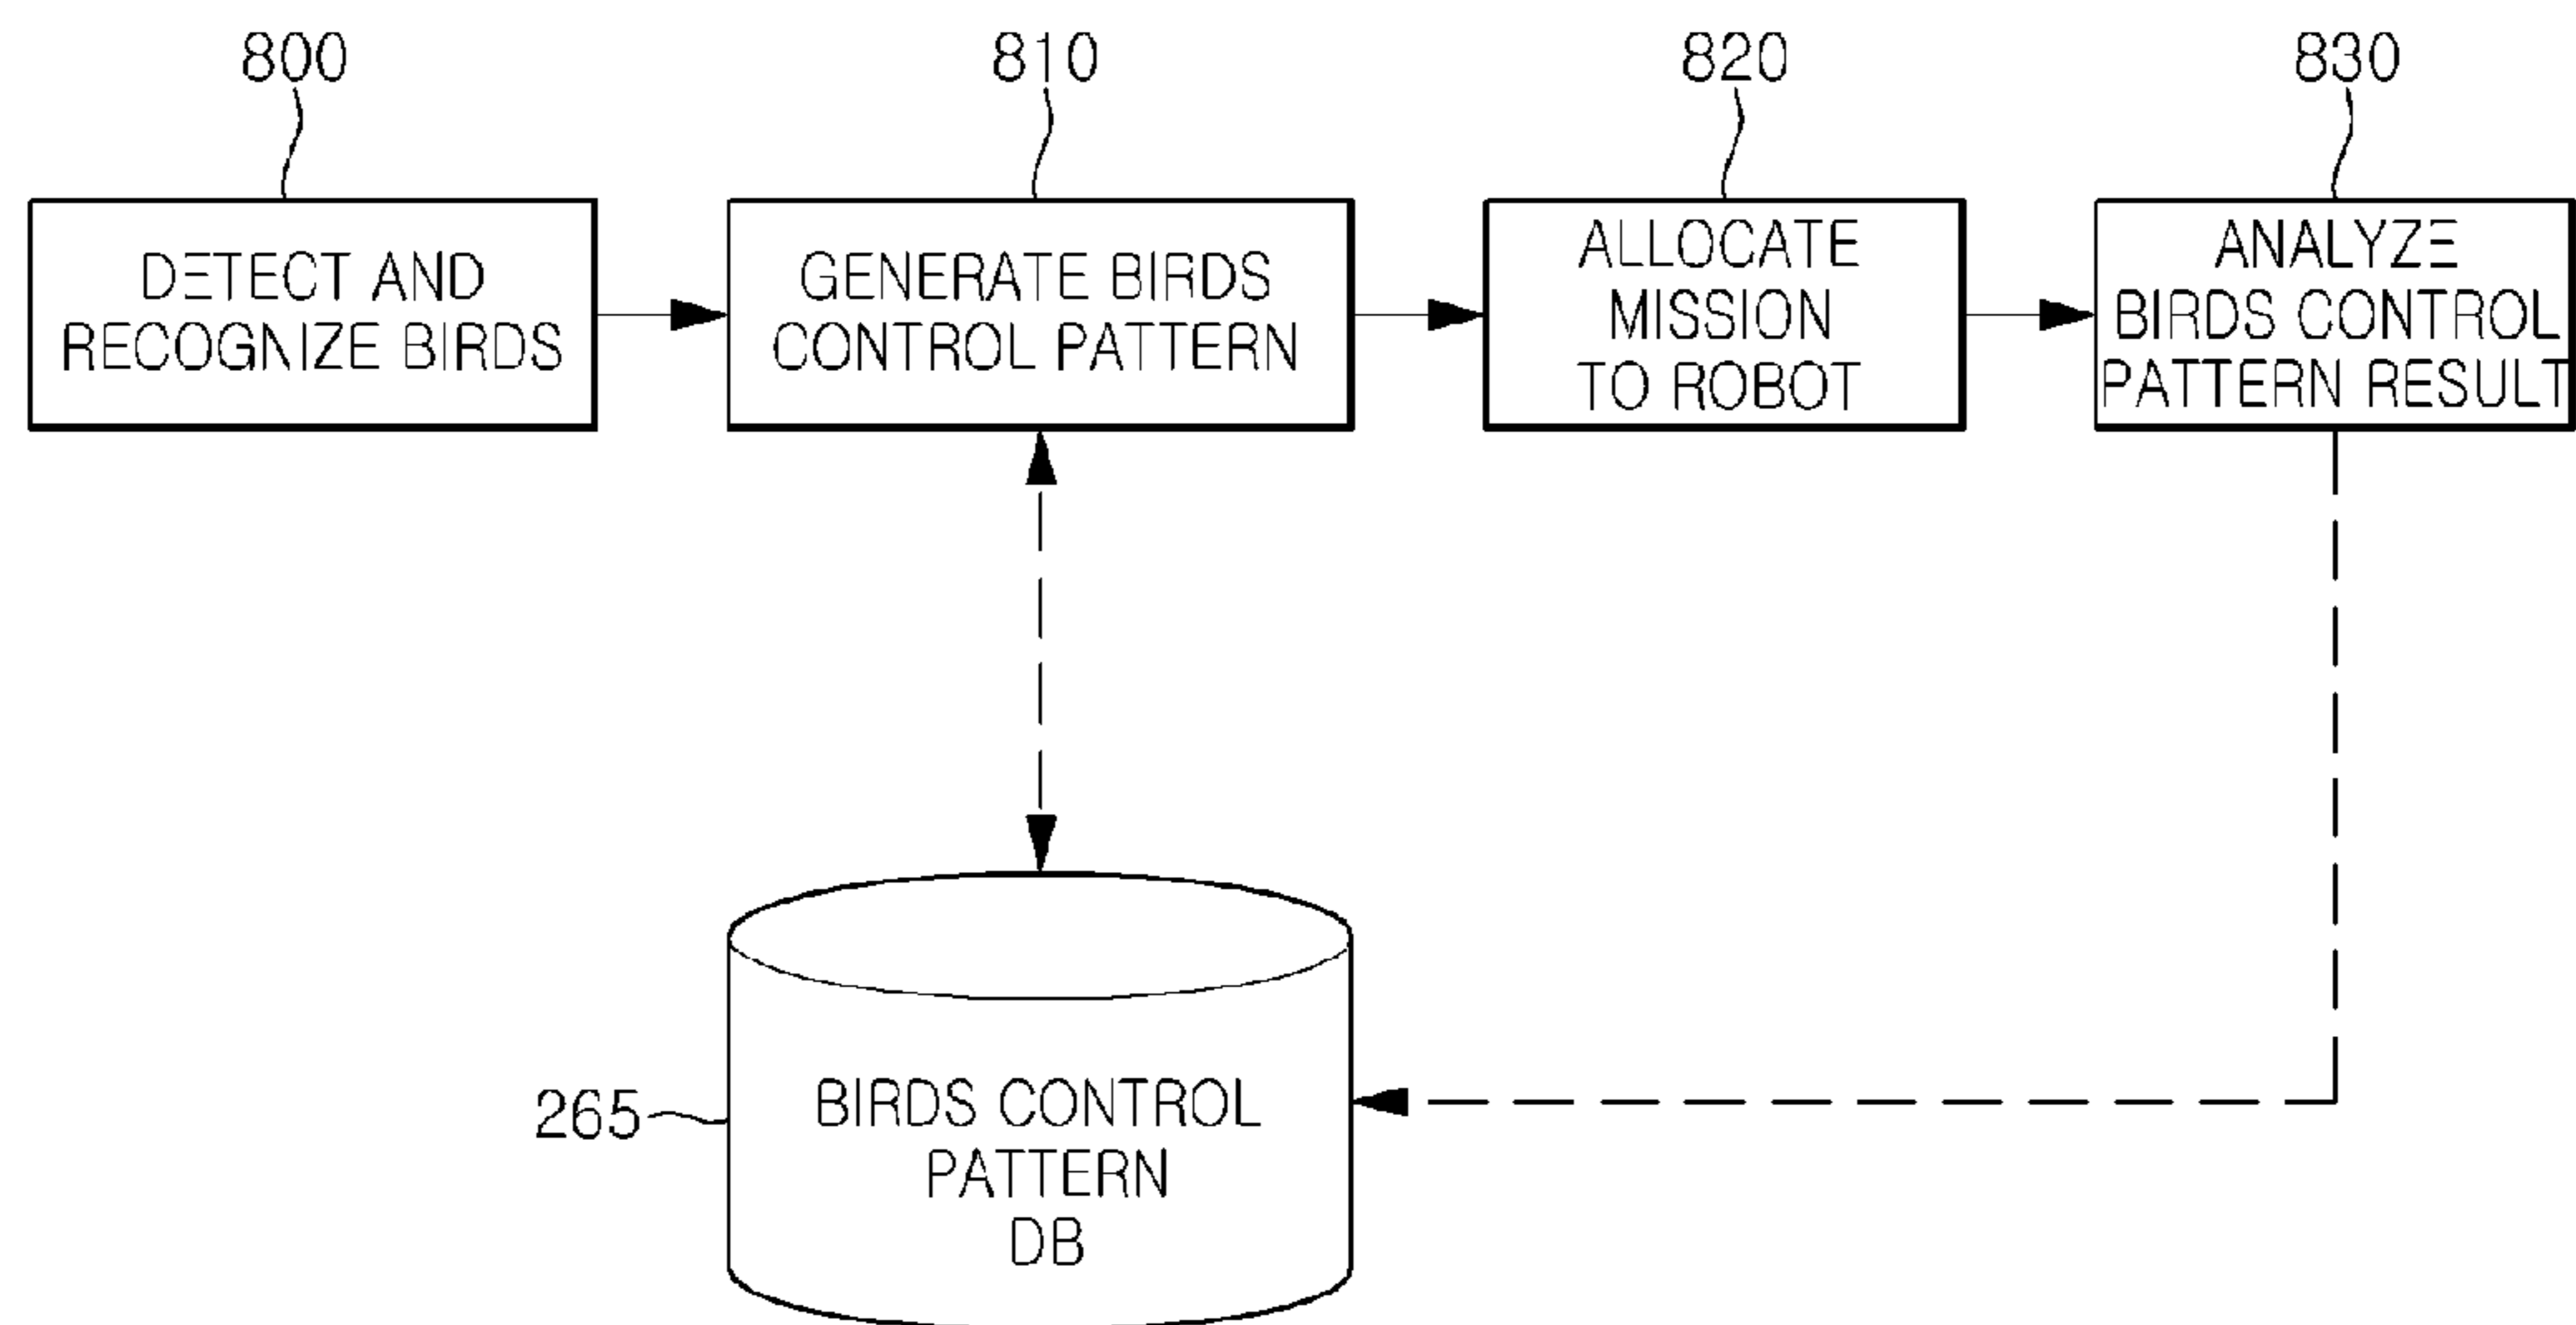 800
810
820
830
DETECT AND
RECOGNIZE BIRDS
GENERATE BIRDS
CONTROL PATTERN
ALLOCATE
MISSION
TO ROBOT
ANALYZE
BIRDS CONTROL
PATTERN RESULT
265
BIRDS CONTROL
PATTERN
DB